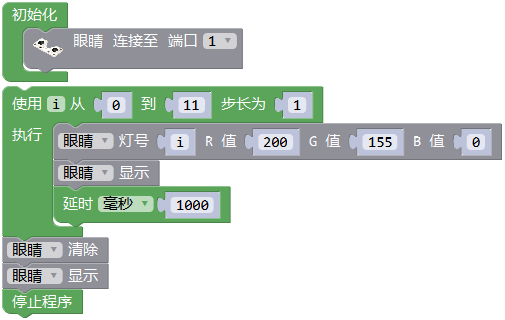 初始化
眼睛 连接至 端口 1
使用 i 从 0 到 11 步长为 1
执行 眼睛 灯号 i R 值 200 G 值 155 B 值 0
眼睛 显示
延时 毫秒 1000
眼睛 清除
眼睛 显示
停止程序